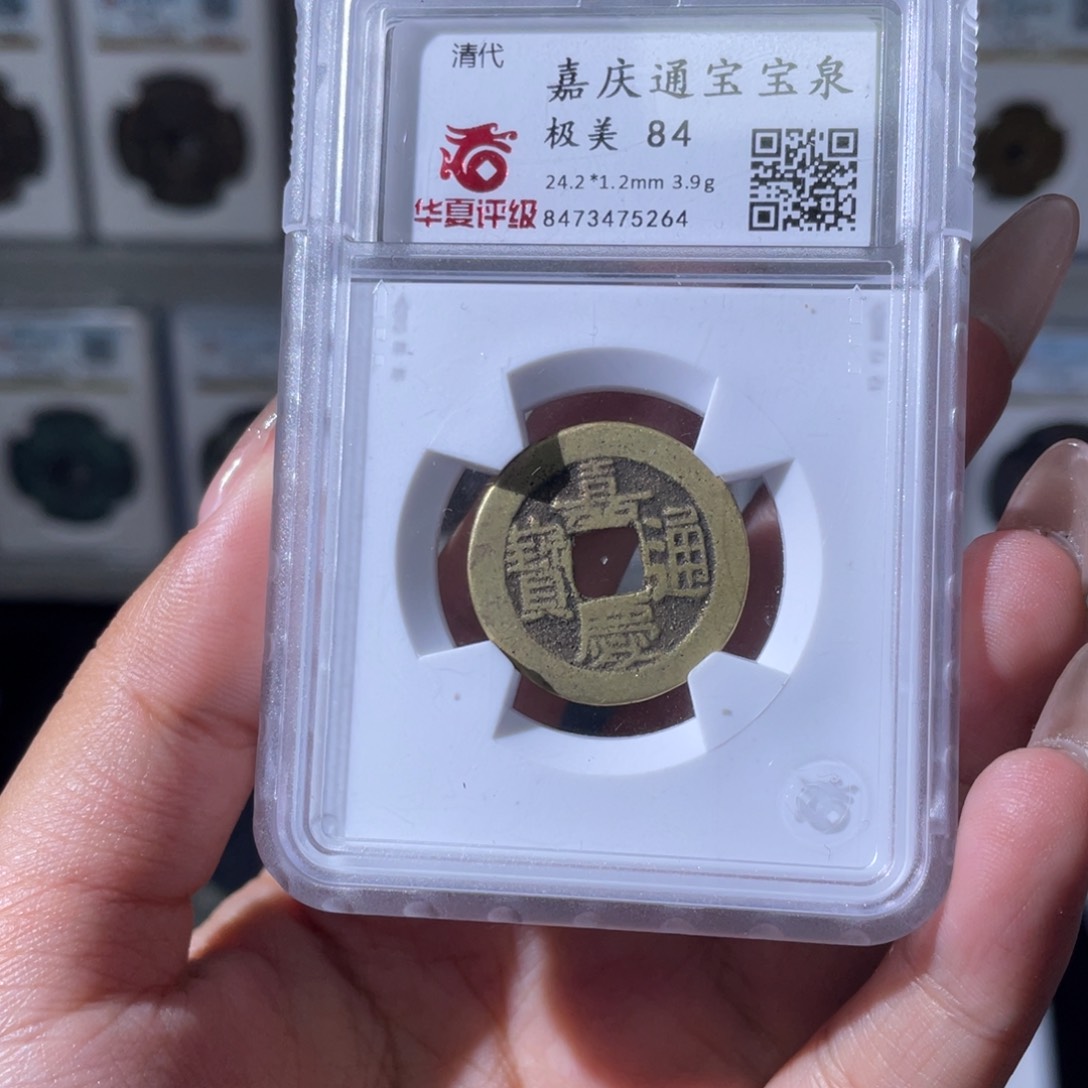 清代
嘉庆通宝宝泉
极美 84
24.2*1.2mm 3.9g
华夏评级
8473475264
嘉
寶 通
慶